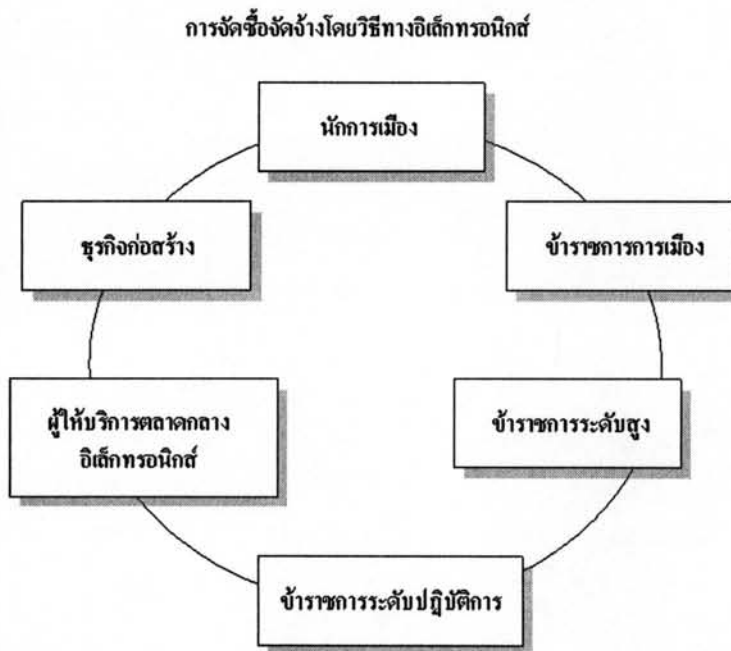 การจัดซื้อจัดจ้างโดยวิธีทางอิเล็กทรอนิกส์
นักการเมือง
ธุรกิจก่อสร้าง
ข้าราชการการเมือง
ผู้ให้บริการตลาดกลาง
อิเล็กทรอนิกส์
ข้าราชการระดับสูง
ข้าราชการระดับปฏิบัติการ